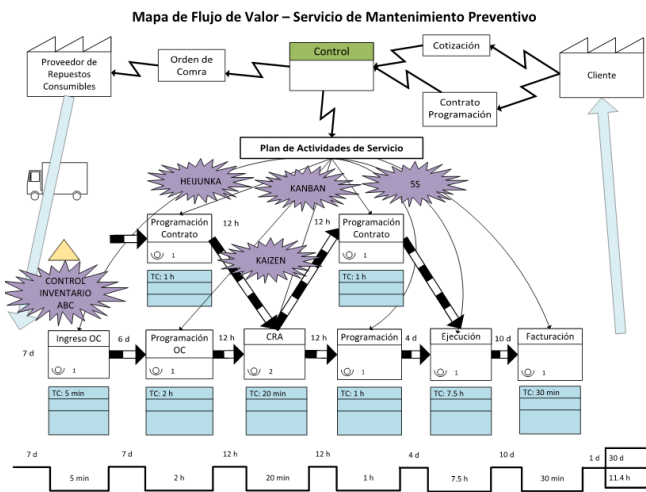 Mapa de Flujo de Valor – Servicio de Mantenimiento Preventivo
Proveedor de
Repuestos
Consumibles
Orden de
Comra
Control
Cotización
Contrato
Programación
Cliente
Plan de Actividades de Servicio
HEIJUNKA
KANBAN
5S
Programación
Contrato
1
TC: 1 h
12 h
KAIZEN
12 h
Programación
Contrato
1
TC: 1 h
CONTROL
INVENTARIO
ABC
7 d
Ingreso OC
1
TC: 5 min
6 d
Programación
OC
1
TC: 2 h
12 h
CRA
2
TC: 20 min
12 h
Programación
1
TC: 1 h
4 d
Ejecución
1
TC: 7.5 h
10 d
Facturación
1
TC: 30 min
7 d
7 d
12 h
12 h
4 d
10 d
1 d
30 d
5 min
2 h
20 min
1 h
7.5 h
30 min
11.4 h